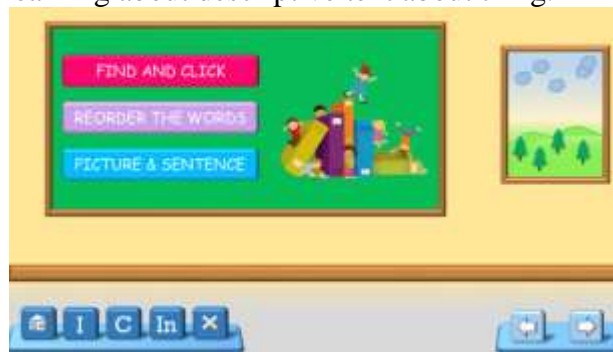 FIND AND CLICK
REORDER THE WORDS
PICTURE & SENTENCE
I C In X